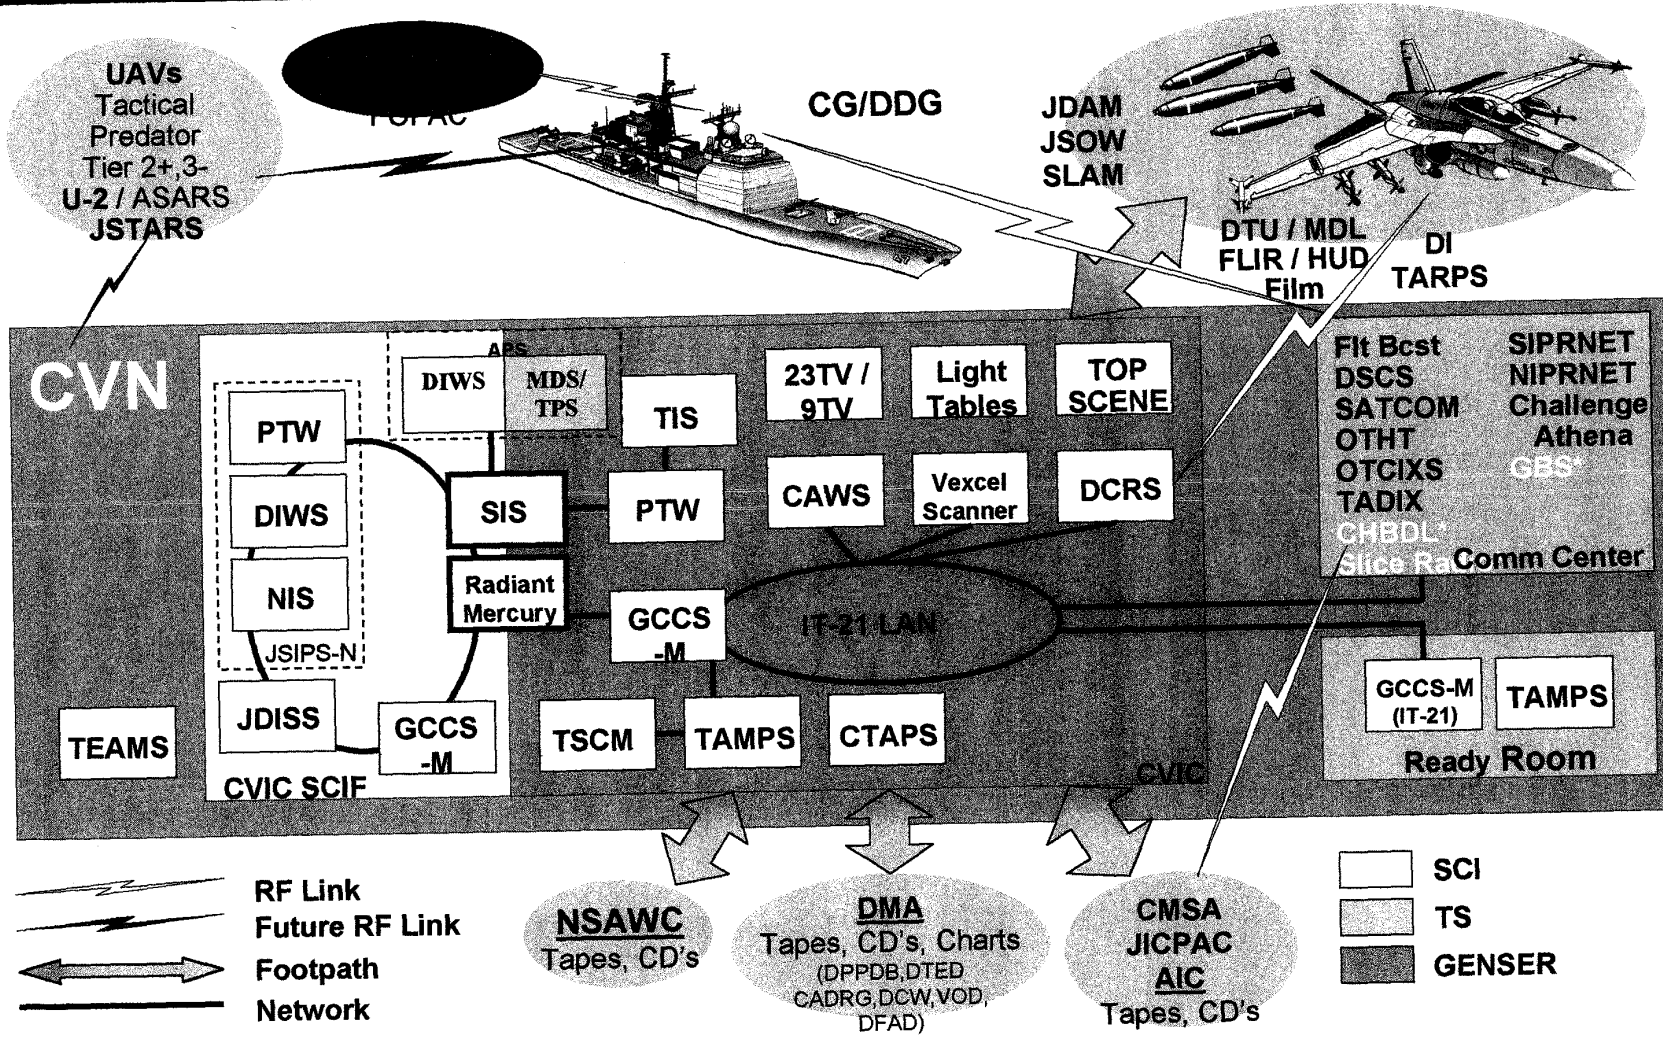 UAVs
Tactical
Predator
Tier 2+,3-
U-2 / ASARS
JSTARS
CG/DDG
JDAM
JSOW
SLAM
DTU / MDL
FLIR / HUD
Film
DI
TARPS
CVN
APS
DIWS
MDS/
TPS
PTW
DIWS
NIS
JSIPS-N
JDISS
GCCS
-M
CVIC SCIF
TEAMS
SIS
Radiant
Mercury
TIS
PTW
GCCS
-M
TSCM
TAMPS
CTAPS
23TV /
9TV
Light
Tables
TOP
SCENE
CAWS
Vexcel
Scanner
DCRS
IT-21 LAN
CVIC
Flt Bcst
DSCS
SATCOM
OTHT
OTCIXS
TADIX
CHBDL*
Slice
SIPRNET
NIPRNET
Challenge
Athena
GBS*
Comm Center
GCCS-M
(IT-21)
TAMPS
Ready Room
RF Link
Future RF Link
Footpath
Network
NSAWC
Tapes, CD's
DMA
Tapes, CD's, Charts
(DPPDB,DTED
CADRG,DCW,VOD,
DFAD)
CMSA
JICPAC
AIC
Tapes, CD's
SCI
TS
GENSER